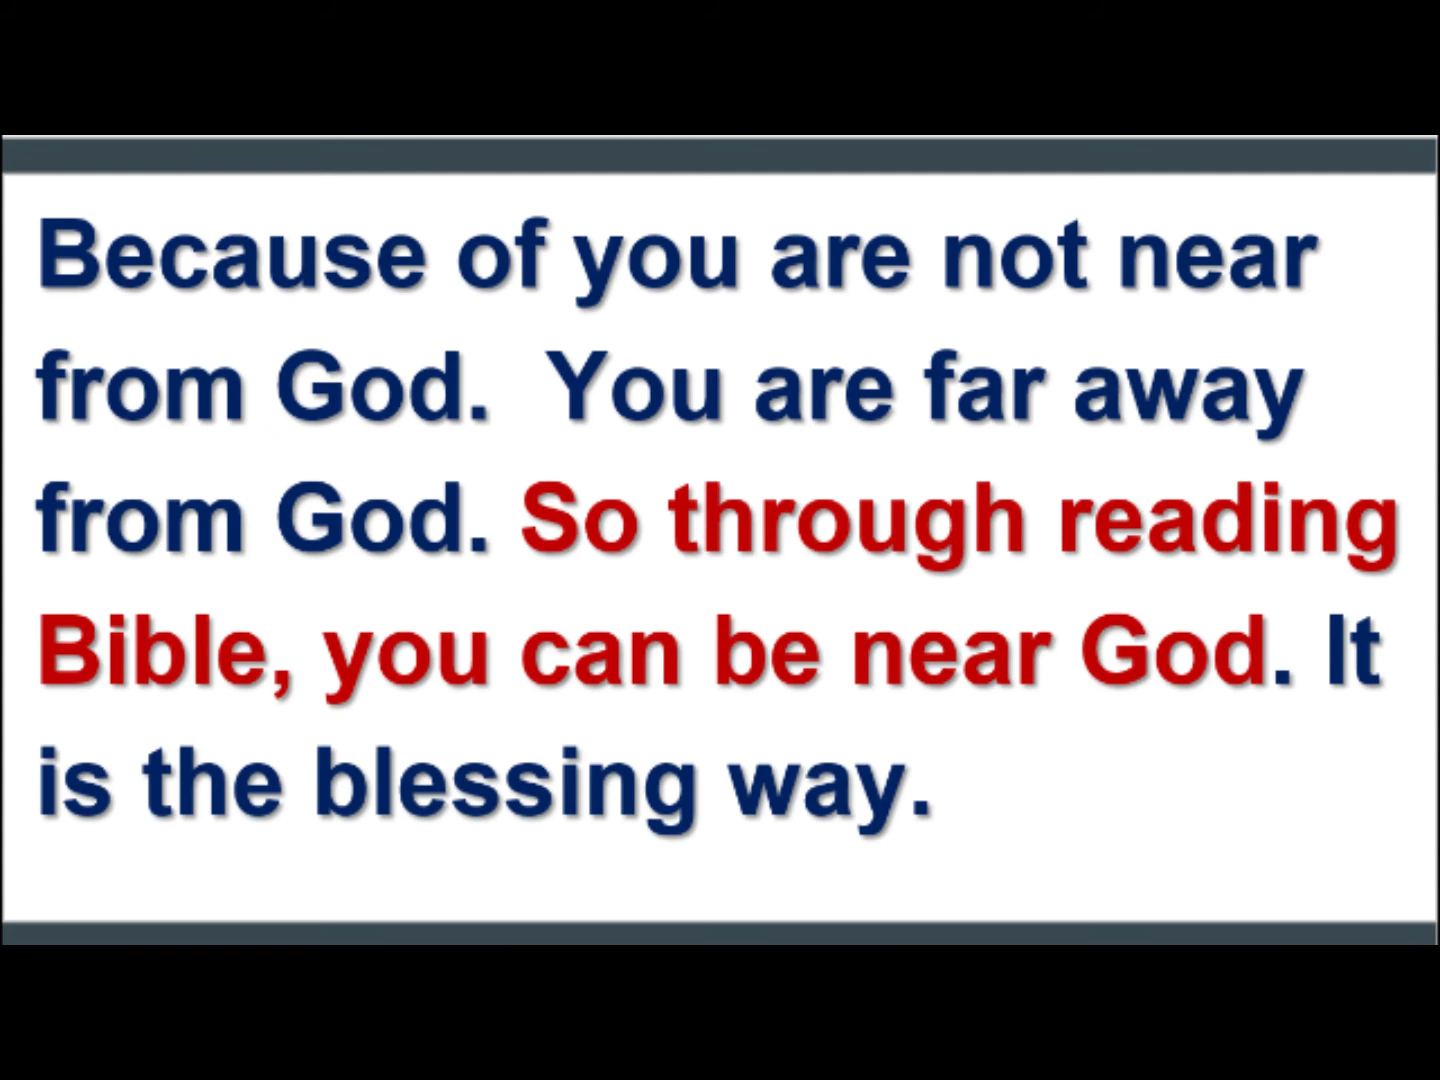 Because of you are not near
from God.  You are far away
from God. So through reading
Bible, you can be near God. It
is the blessing way.